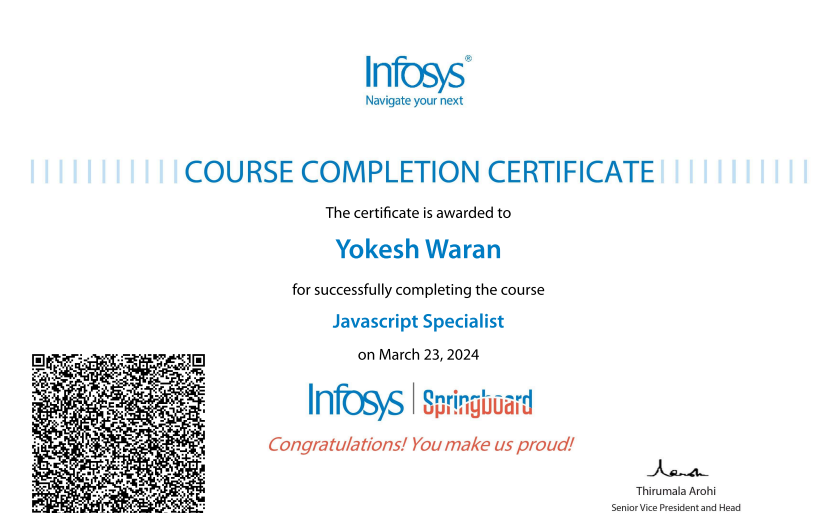 Infosys®
Navigate your next
COURSE COMPLETION CERTIFICATE
The certificate is awarded to
Yokesh Waran
for successfully completing the course
Javascript Specialist
on March 23, 2024
Infosys | Springboard
Congratulations! You make us proud!
Thirumala Arohi
Senior Vice President and Head